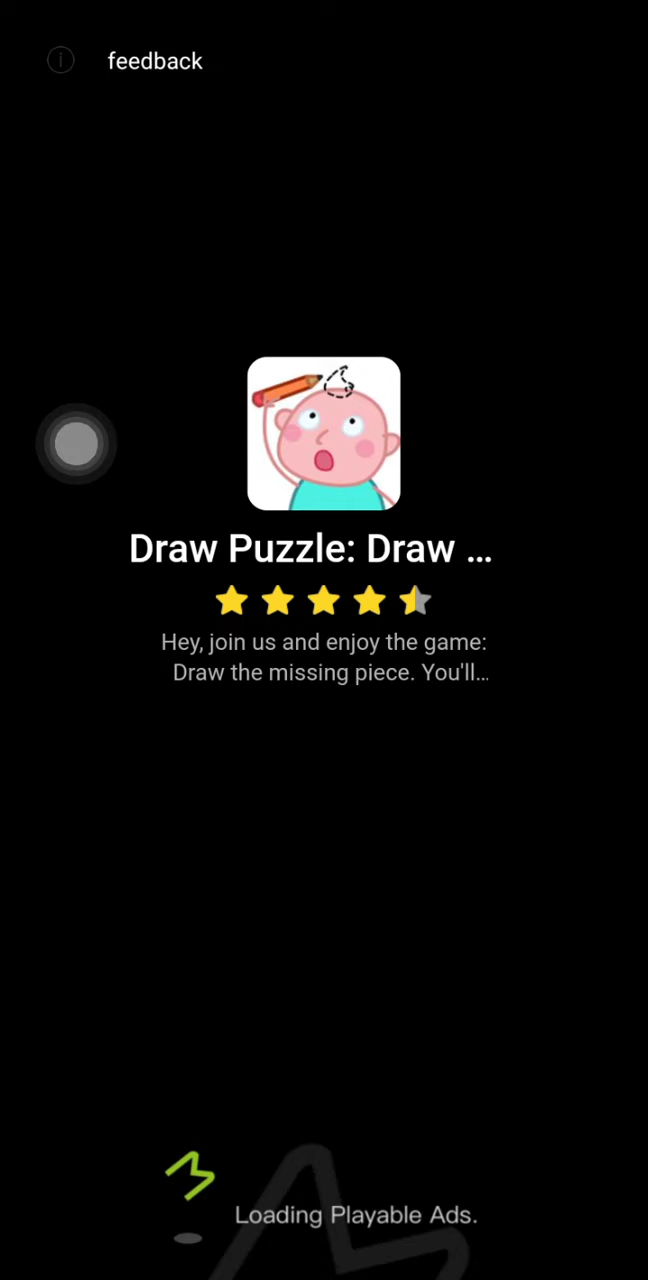 feedback
Draw Puzzle: Draw ...
Hey, join us and enjoy the game:
Draw the missing piece. You'll...
Loading Playable Ads.